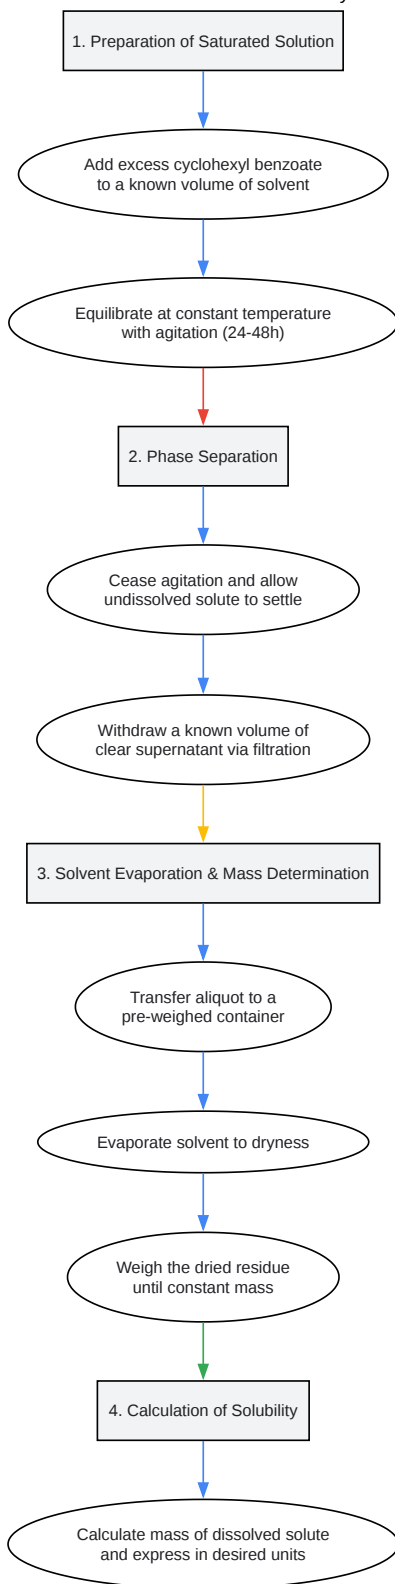 1. Preparation of Saturated Solution
Add excess cyclohexyl benzoate
to a known volume of solvent
Equilibrate at constant temperature
with agitation (24-48h)
2. Phase Separation
Cease agitation and allow
undissolved solute to settle
Withdraw a known volume of
clear supernatant via filtration
3. Solvent Evaporation & Mass Determination
Transfer aliquot to a
pre-weighed container
Evaporate solvent to dryness
Weigh the dried residue
until constant mass
4. Calculation of Solubility
Calculate mass of dissolved solute
and express in desired units